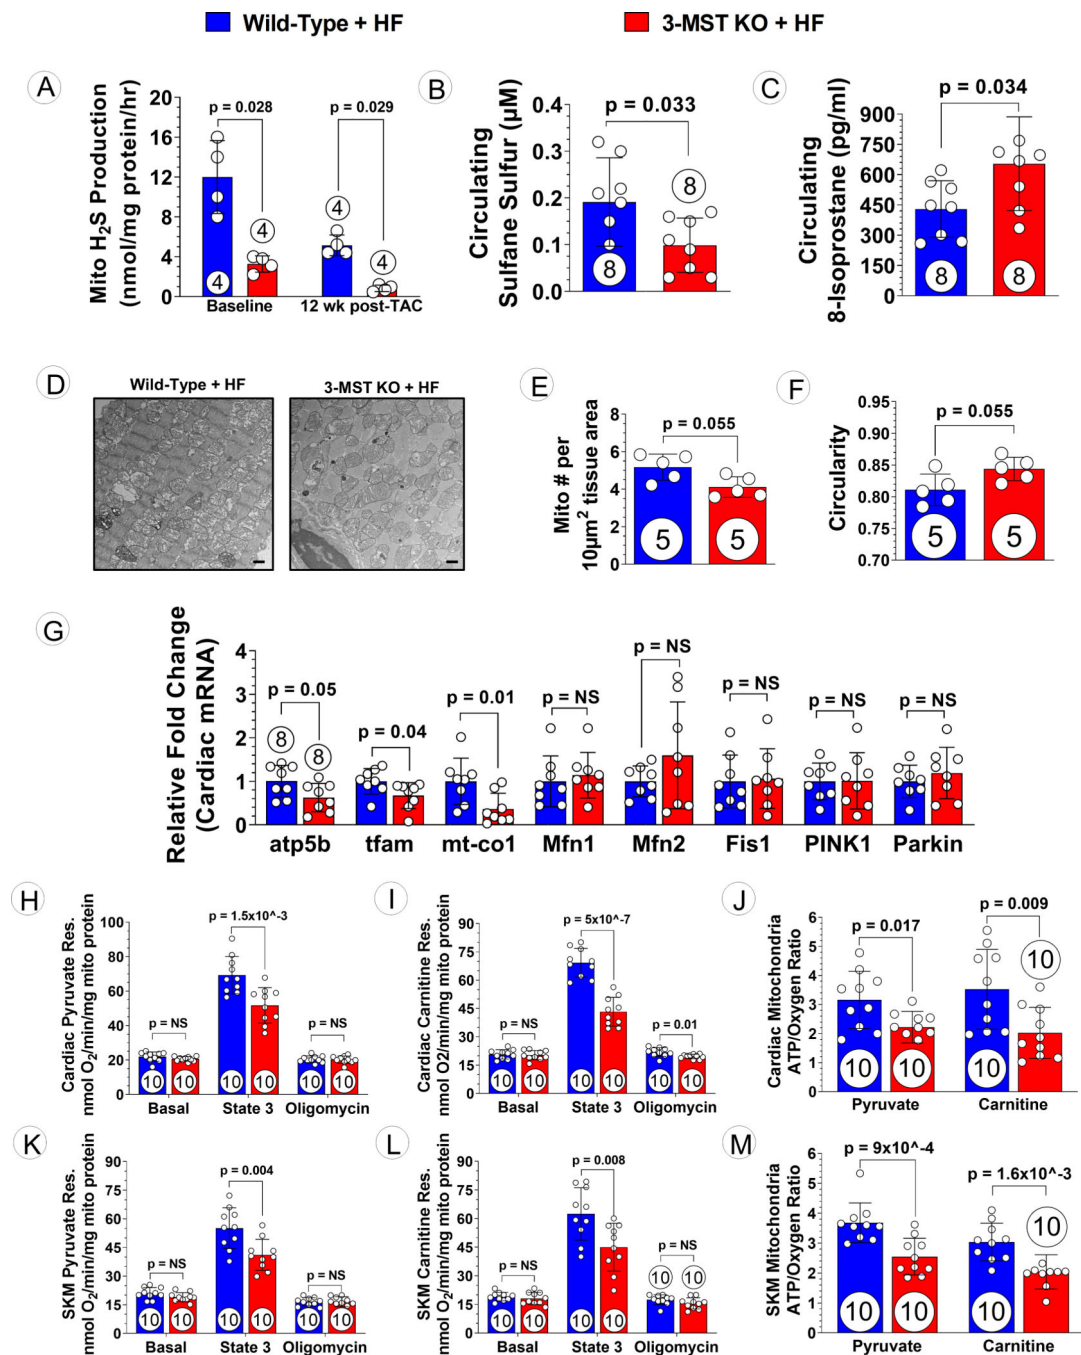 Wild-Type + HF
3-MST KO + HF
A
Mito H₂S Production
(nmol/mg protein/hr)
20
16
12
8
4
0
p = 0.028
p = 0.029
4
4
4
4
Baseline
12 wk post-TAC
B
Circulating
Sulfane Sulfur (µM)
0.4
0.3
0.2
0.1
0.0
p = 0.033
8
8
C
Circulating
8-Isoprostane (pg/ml)
900
750
600
450
300
150
0
p = 0.034
8
8
D
Wild-Type + HF
3-MST KO + HF
E
Mito # per
10µm² tissue area
8
6
4
2
0
p = 0.055
5
5
F
Circularity
0.95
0.90
0.85
0.80
0.75
0.70
p = 0.055
5
5
G
Relative Fold Change
(Cardiac mRNA)
4
3
2
1
0
p = 0.05
p = 0.04
p = 0.01
p = NS
p = NS
p = NS
p = NS
p = NS
8
8
atp5b
tfam
mt-co1
Mfn1
Mfn2
Fis1
PINK1
Parkin
H
Cardiac Pyruvate Res.
nmol O₂/min/mg mito protein
100
80
60
40
20
0
p = NS
p = 1.5x10^-3
p = NS
10
10
10
10
10
10
Basal
State 3
Oligomycin
I
Cardiac Carnitine Res.
nmol O2/min/mg mito protein
90
75
60
45
30
15
0
p = NS
p = 5x10^-7
p = 0.01
10
10
10
10
10
10
Basal
State 3
Oligomycin
J
Cardiac Mitochondria
ATP/Oxygen Ratio
6
5
4
3
2
1
0
p = 0.017
p = 0.009
10
10
10
10
Pyruvate
Carnitine
K
SKM Pyruvate Res.
nmol O₂/min/mg mito protein
90
75
60
45
30
15
0
p = NS
p = 0.004
p = NS
10
10
10
10
10
10
Basal
State 3
Oligomycin
L
SKM Carnitine Res.
nmol O₂/min/mg mito protein
90
75
60
45
30
15
0
p = NS
p = 0.008
p = NS
10
10
10
10
10
10
Basal
State 3
Oligomycin
M
SKM Mitochondria
ATP/Oxygen Ratio
6
5
4
3
2
1
0
p = 9x10^-4
p = 1.6x10^-3
10
10
10
10
Pyruvate
Carnitine